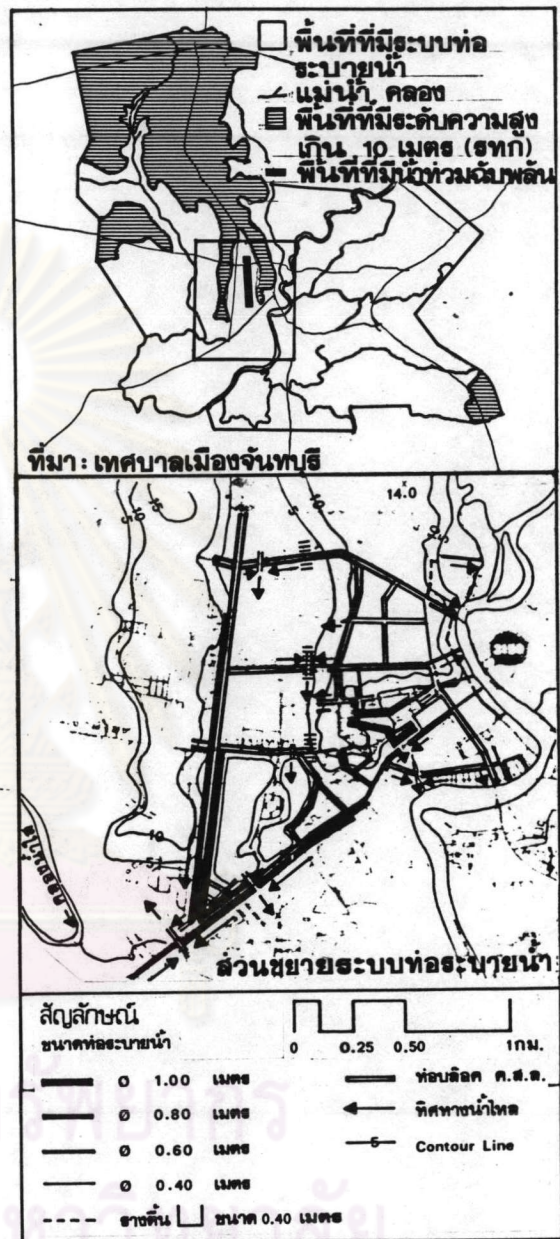 พื้นที่ที่มีระบบท่อ
ระบายน้ำ
แม่น้ำ คลอง
พื้นที่ที่มีระดับความสูง
เกิน 10 เมตร (รทก)
พื้นที่ที่มีน้ำท่วมฉับพลัน
ที่มา: เทศบาลเมืองจันทบุรี
5 10 15
5 10
14.0
10
5
ส่วนขยายระบบท่อระบายน้ำ
สัญลักษณ์
ขนาดท่อระบายน้ำ
0 0.25 0.50 1กม.
Ø 1.00 เมตร
Ø 0.80 เมตร
Ø 0.60 เมตร
Ø 0.40 เมตร
รางตื้น ขนาด 0.40 เมตร
ท่อบล็อค ค.ส.ล.
ทิศทางน้ำไหล
5 Contour Line